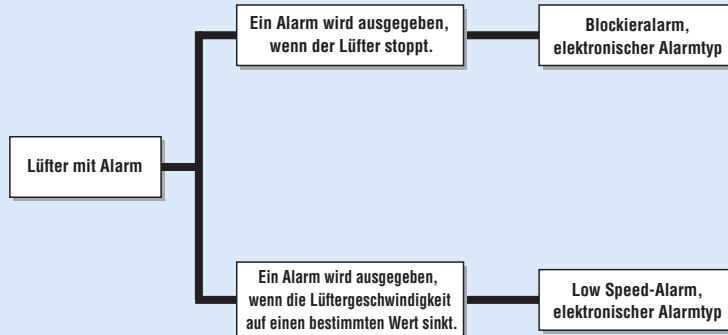 Ein Alarm wird ausgegeben,
wenn der Lüfter stoppt.
Blockieralarm,
elektronischer Alarmtyp
Lüfter mit Alarm
Ein Alarm wird ausgegeben,
wenn die Lüftergeschwindigkeit
auf einen bestimmten Wert sinkt.
Low Speed-Alarm,
elektronischer Alarmtyp